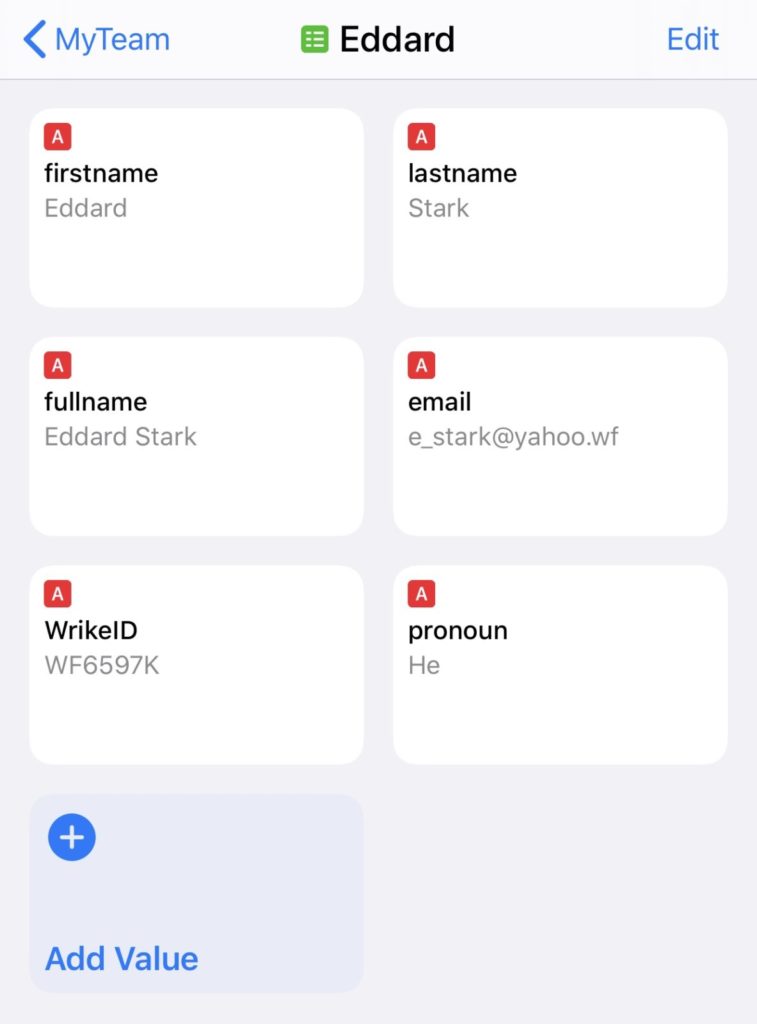 MyTeam
Eddard
Edit
A
firstname
Eddard
A
lastname
Stark
A
fullname
Eddard Stark
A
email
e_stark@yahoo.wf
A
WrikeID
WF6597K
A
pronoun
He
Add Value